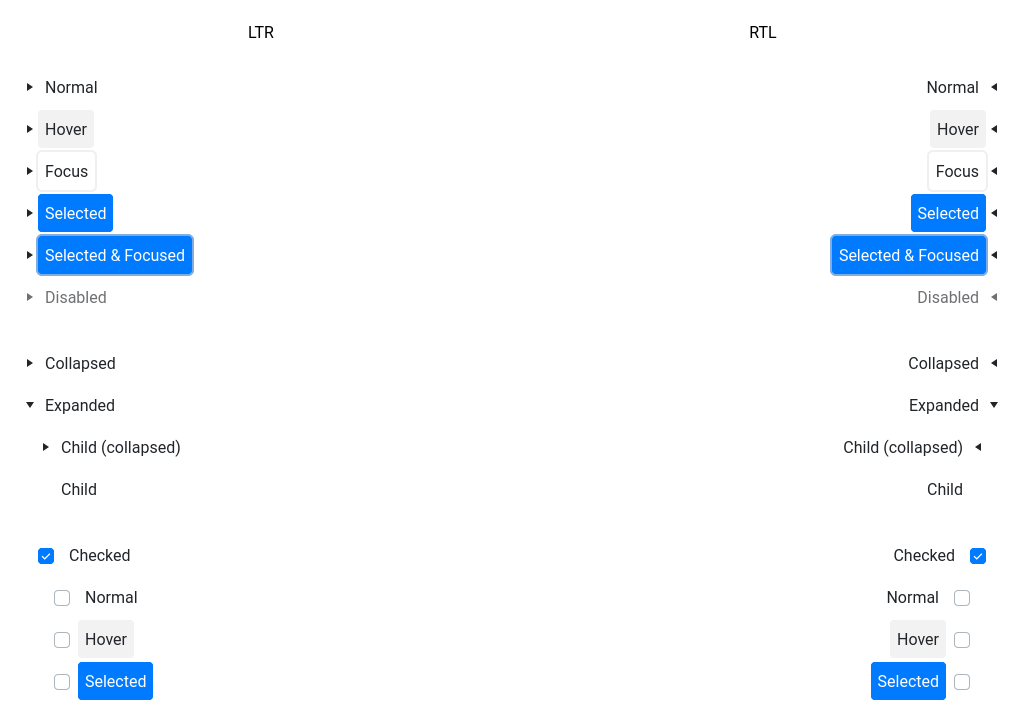 LTR RTL
Normal Normal
Hover Hover
Focus Focus
Selected Selected
Selected & Focused Selected & Focused
Disabled Disabled
Collapsed Collapsed
Expanded Expanded
Child (collapsed) Child (collapsed)
Child Child
Checked Checked
Normal Normal
Hover Hover
Selected Selected